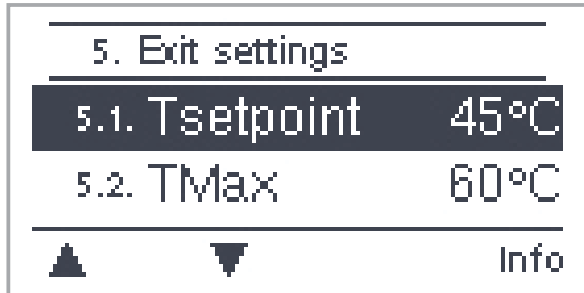 5. Exit settings
5.1. Tsetpoint 45°C
5.2. TMax 60°C
▲ ▼ Info